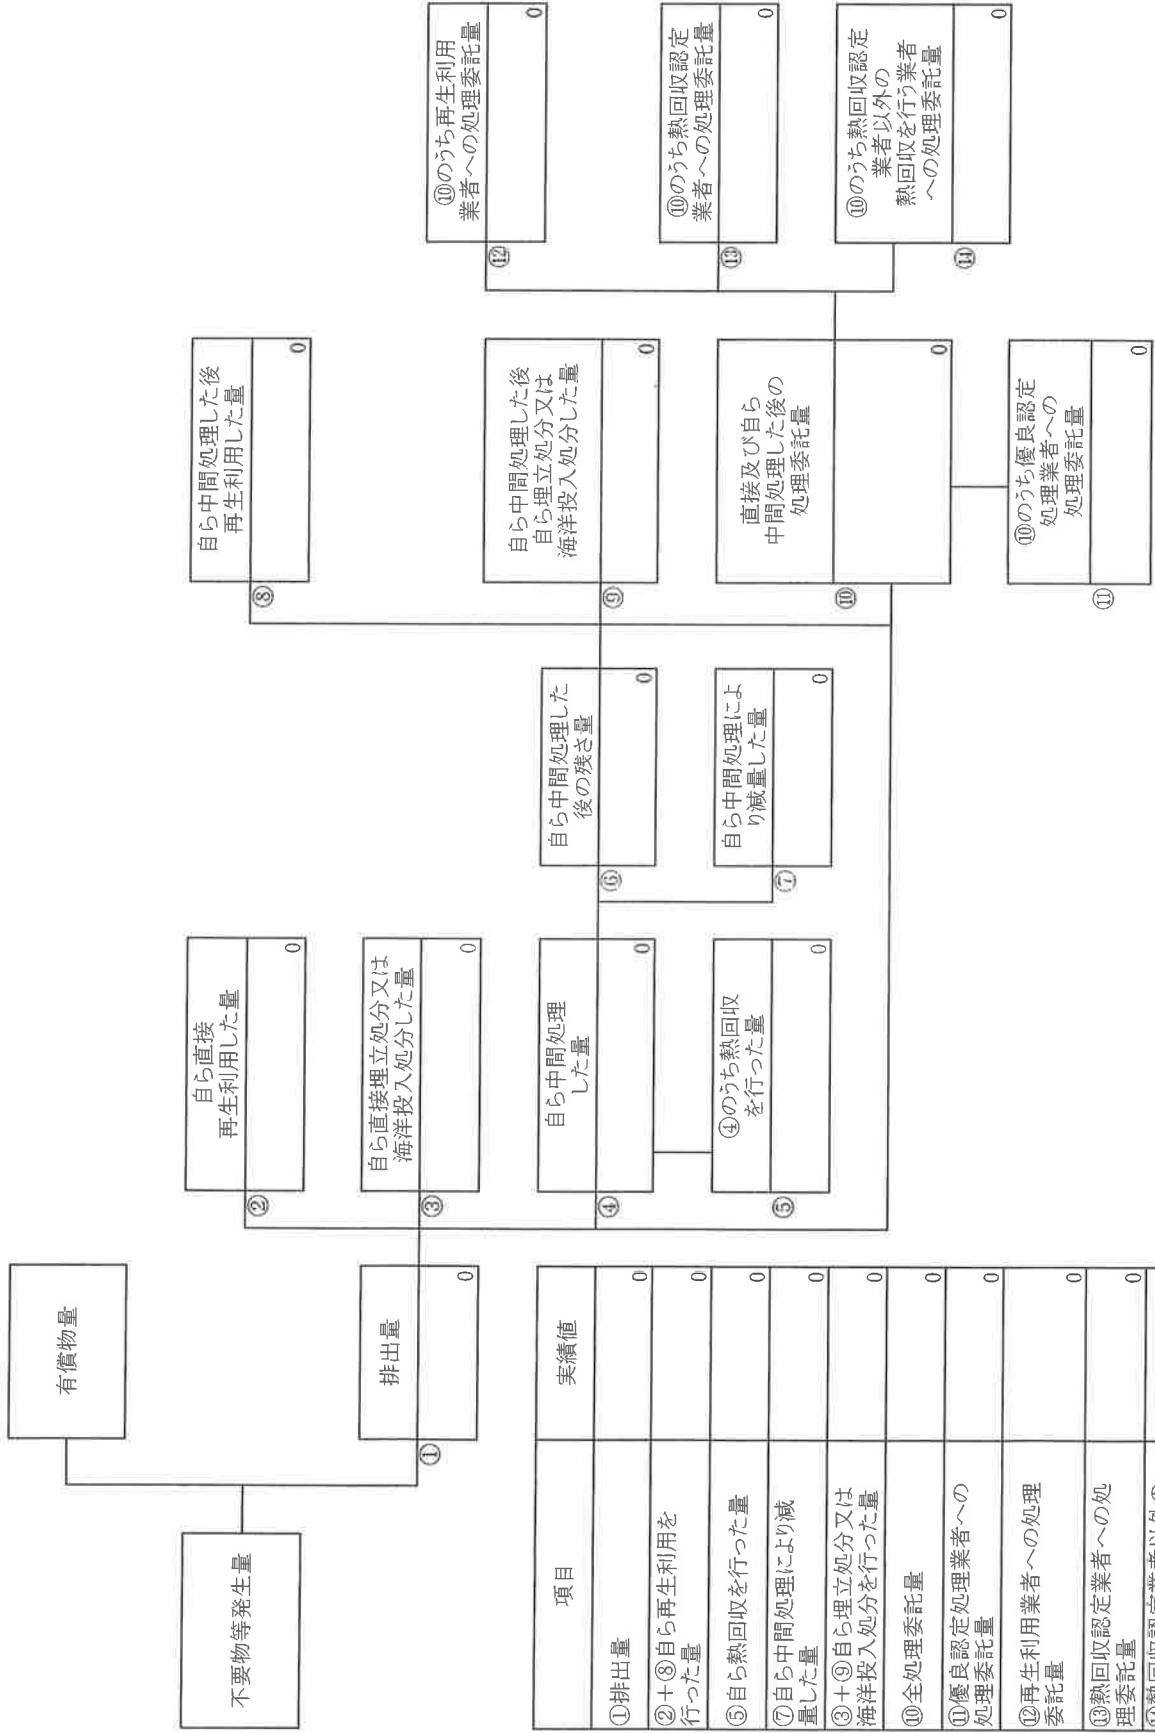 不要物等発生量
有償物量
①
排出量
0
②
自ら直接
再生利用した量
0
③
自ら直接埋立処分又は
海洋投入処分した量
0
④
自ら中間処理
した量
0
⑤
④のうち熱回収
を行った量
0
⑥
自ら中間処理した
後の残さ量
0
⑦
自ら中間処理によ
り減量した量
0
⑧
自ら中間処理した後
再生利用した量
0
⑨
自ら中間処理した後
自ら埋立処分又は
海洋投入処分した量
0
⑩
直接及び自ら
中間処理した後の
処理委託量
0
⑪
⑩のうち優良認定
処理業者への
処理委託量
0
⑫
⑩のうち再生利用
業者への処理委託量
0
⑬
⑩のうち熱回収認定
業者への処理委託量
0
⑭
⑩のうち熱回収認定
業者以外の
熱回収を行う業者
への処理委託量
0
項目 実績値
①排出量 0
②+⑧自ら再生利用を
行った量 0
⑤自ら熱回収を行った量 0
⑦自ら中間処理により減
量した量 0
③+⑨自ら埋立処分又は
海洋投入処分を行った量 0
⑩全処理委託量 0
⑪優良認定処理業者への
処理委託量 0
⑫再生利用業者への処理
委託量 0
⑬熱回収認定業者への処
理委託量 0
⑭熱回収認定業者以外の